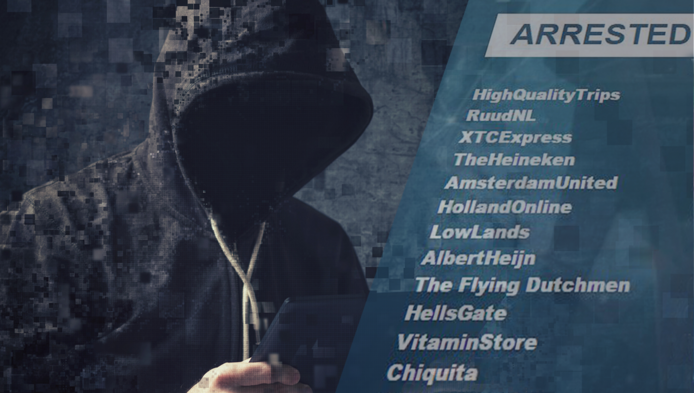 ARRESTED
HighQualityTrips
RuudNL
XTCExpress
TheHeineken
AmsterdamUnited
HollandOnline
LowLands
AlbertHeijn
The Flying Dutchmen
HellsGate
VitaminStore
Chiquita